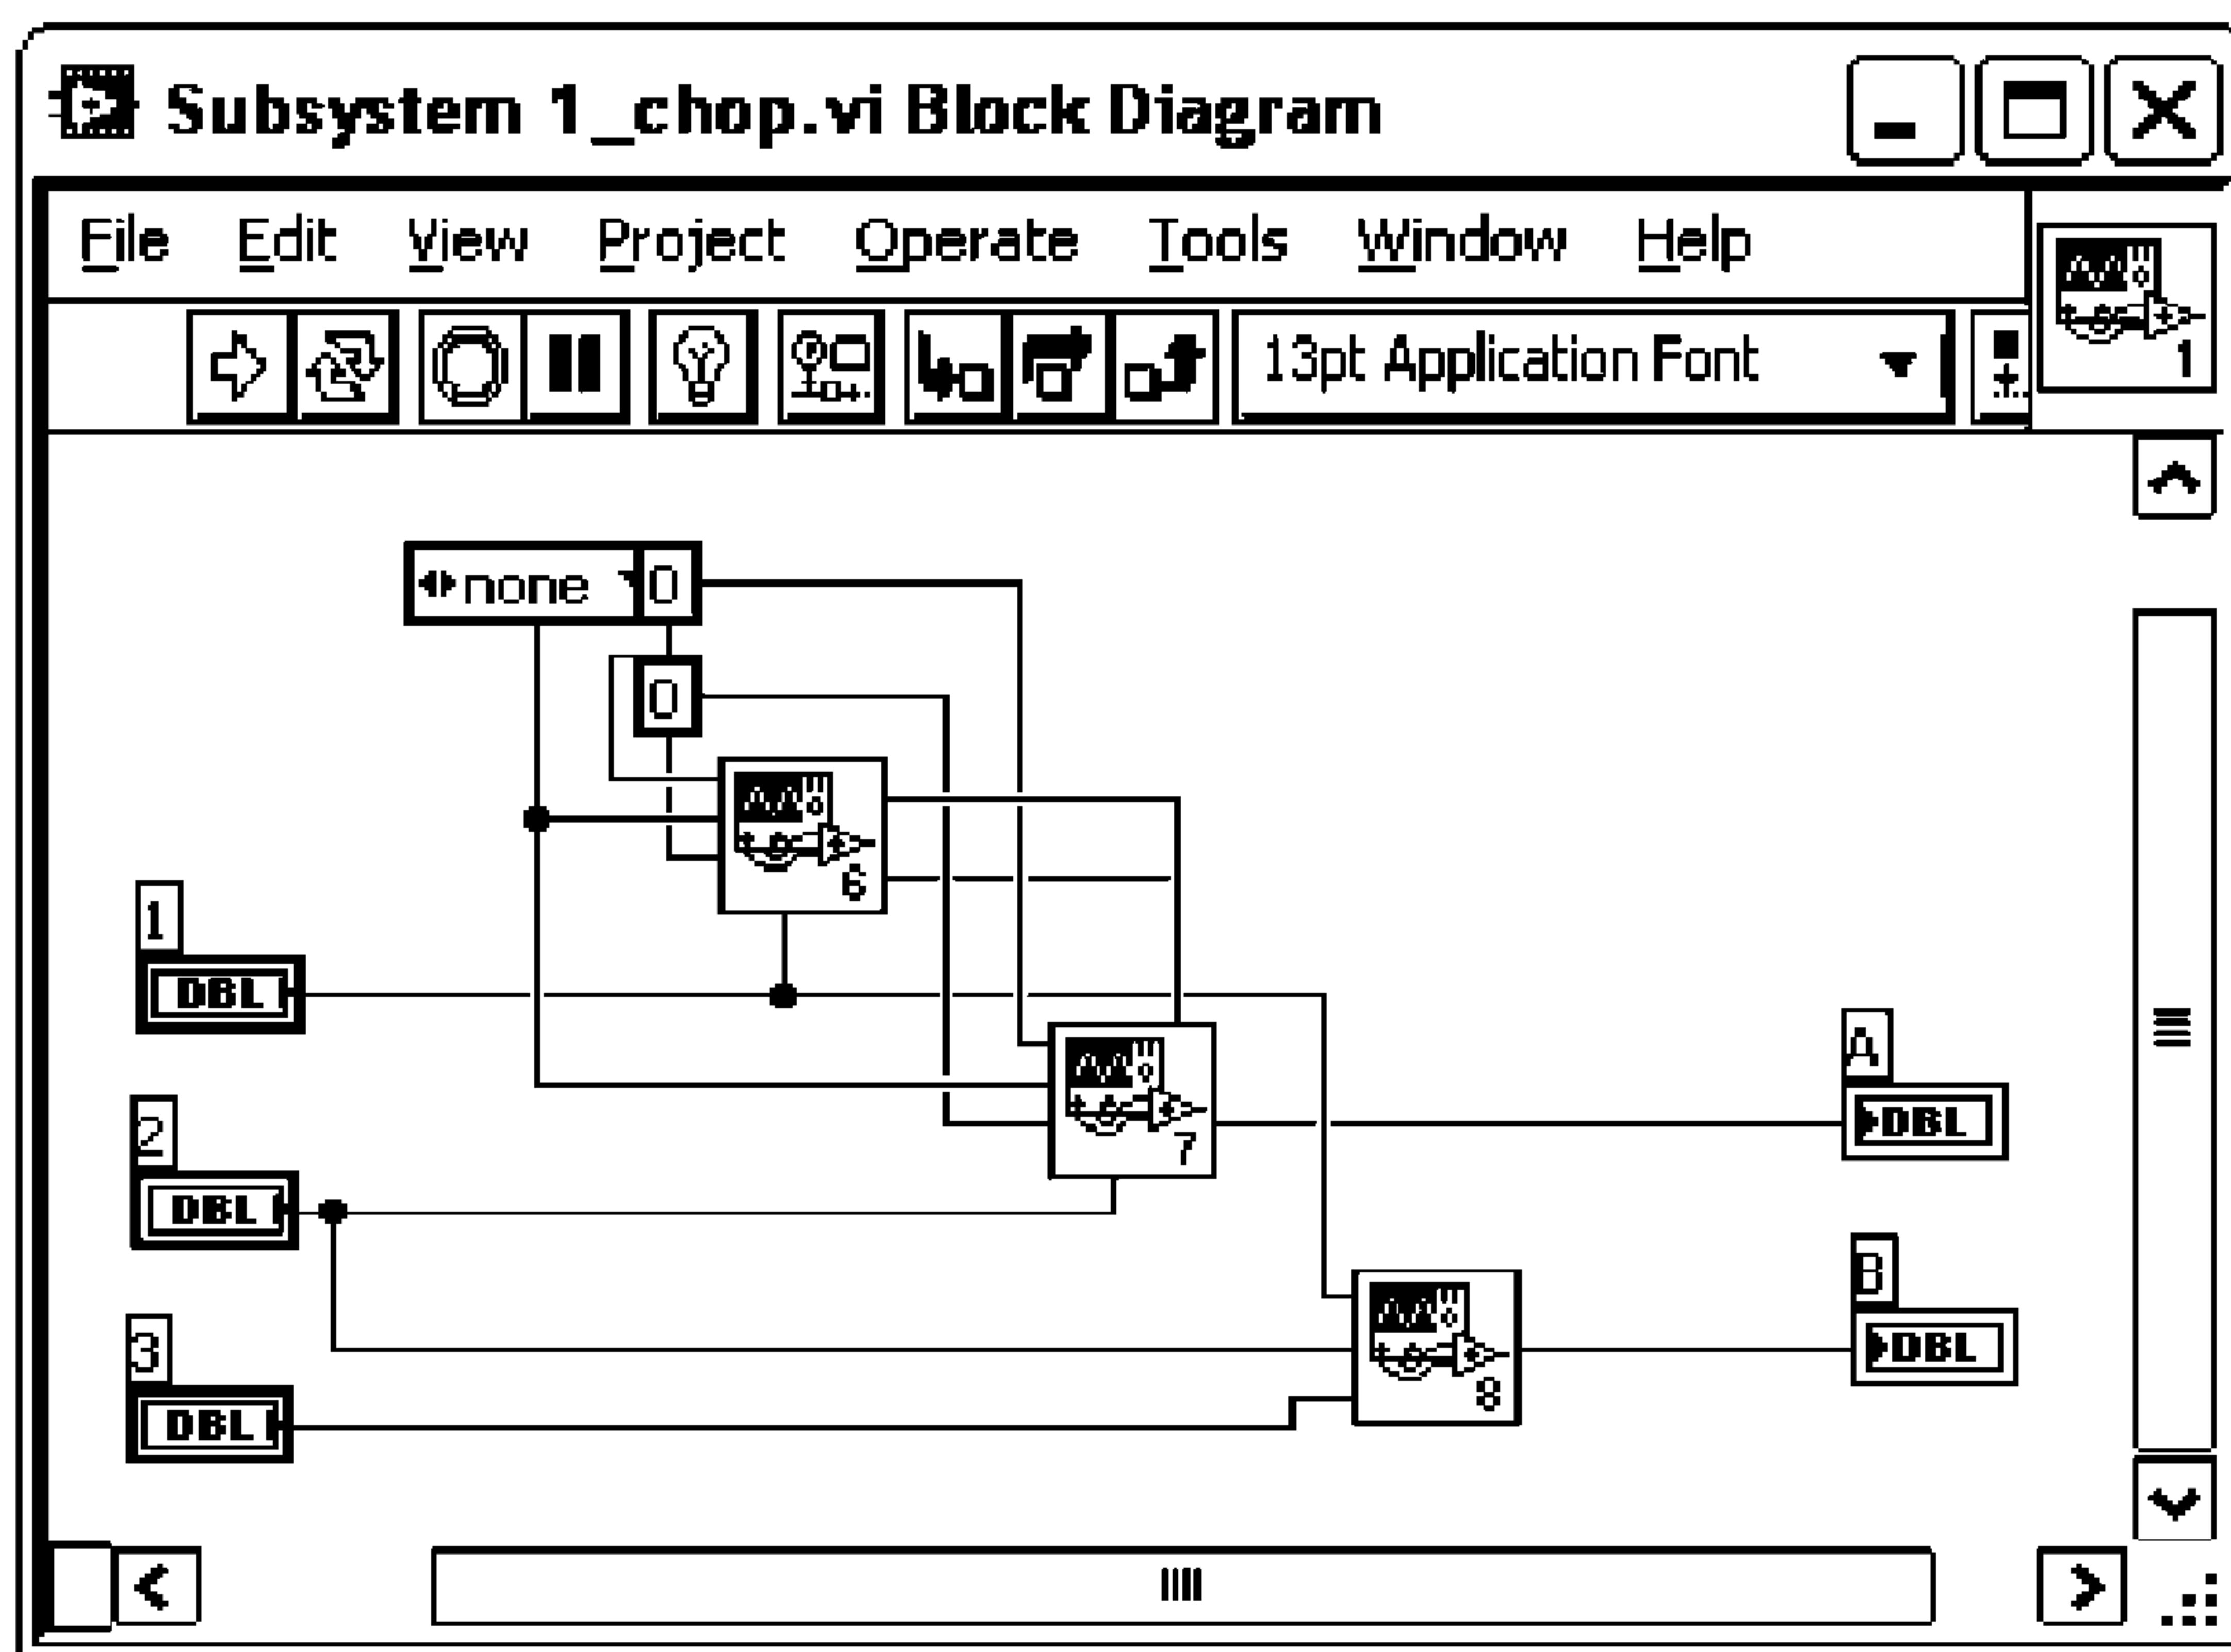 Subsystem 1_chop.vi Block Diagram
File Edit View Project Operate Tools Window Help
13pt Application Font
1
none 0
0
6
1
DBL
A
7
DBL
2
DBL
B
8
DBL
3
DBL